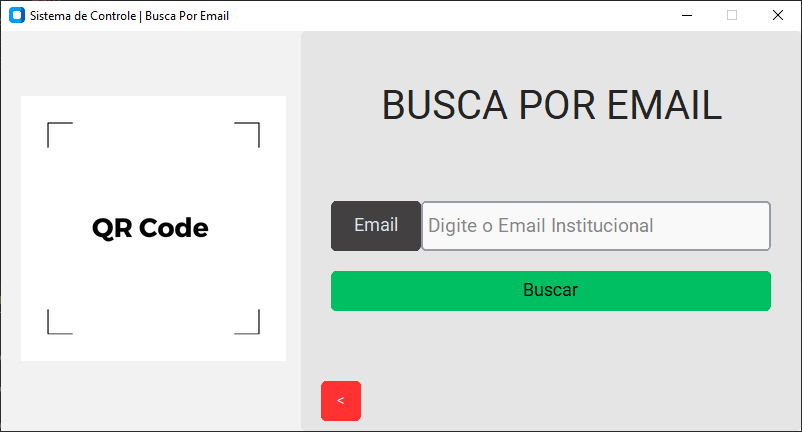 Sistema de Controle | Busca Por Email
QR Code
BUSCA POR EMAIL
Email
Digite o Email Institucional
Buscar
<